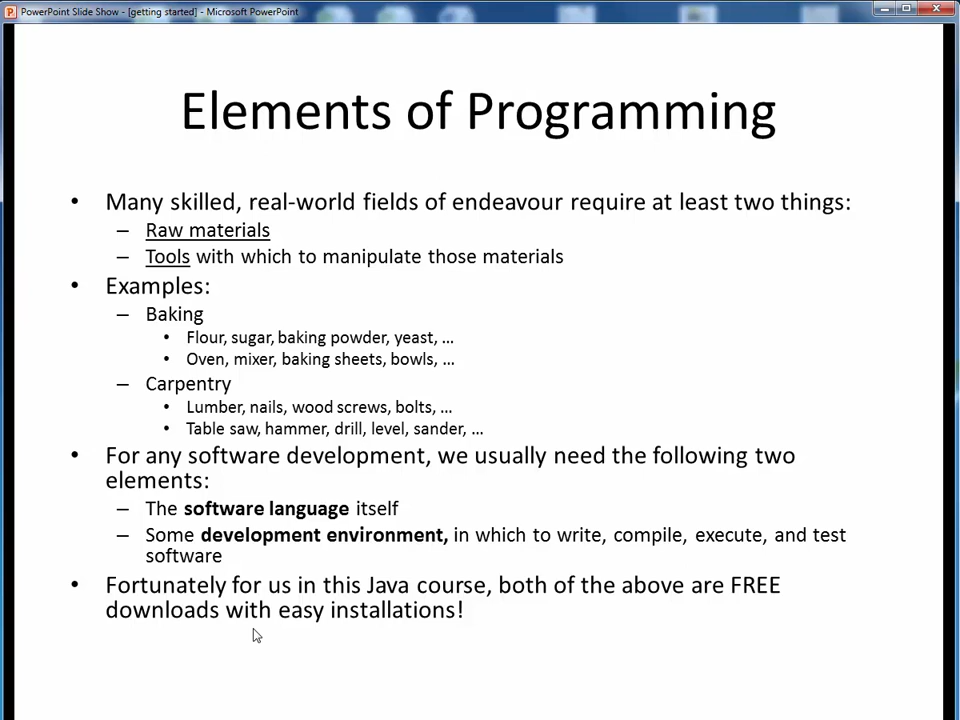 PowerPoint Slide Show - [getting started] - Microsoft PowerPoint
Elements of Programming
• Many skilled, real-world fields of endeavour require at least two things:
– Raw materials
– Tools with which to manipulate those materials
• Examples:
– Baking
• Flour, sugar, baking powder, yeast, …
• Oven, mixer, baking sheets, bowls, …
– Carpentry
• Lumber, nails, wood screws, bolts, …
• Table saw, hammer, drill, level, sander, …
• For any software development, we usually need the following two
elements:
– The software language itself
– Some development environment, in which to write, compile, execute, and test
software
• Fortunately for us in this Java course, both of the above are FREE
downloads with easy installations!